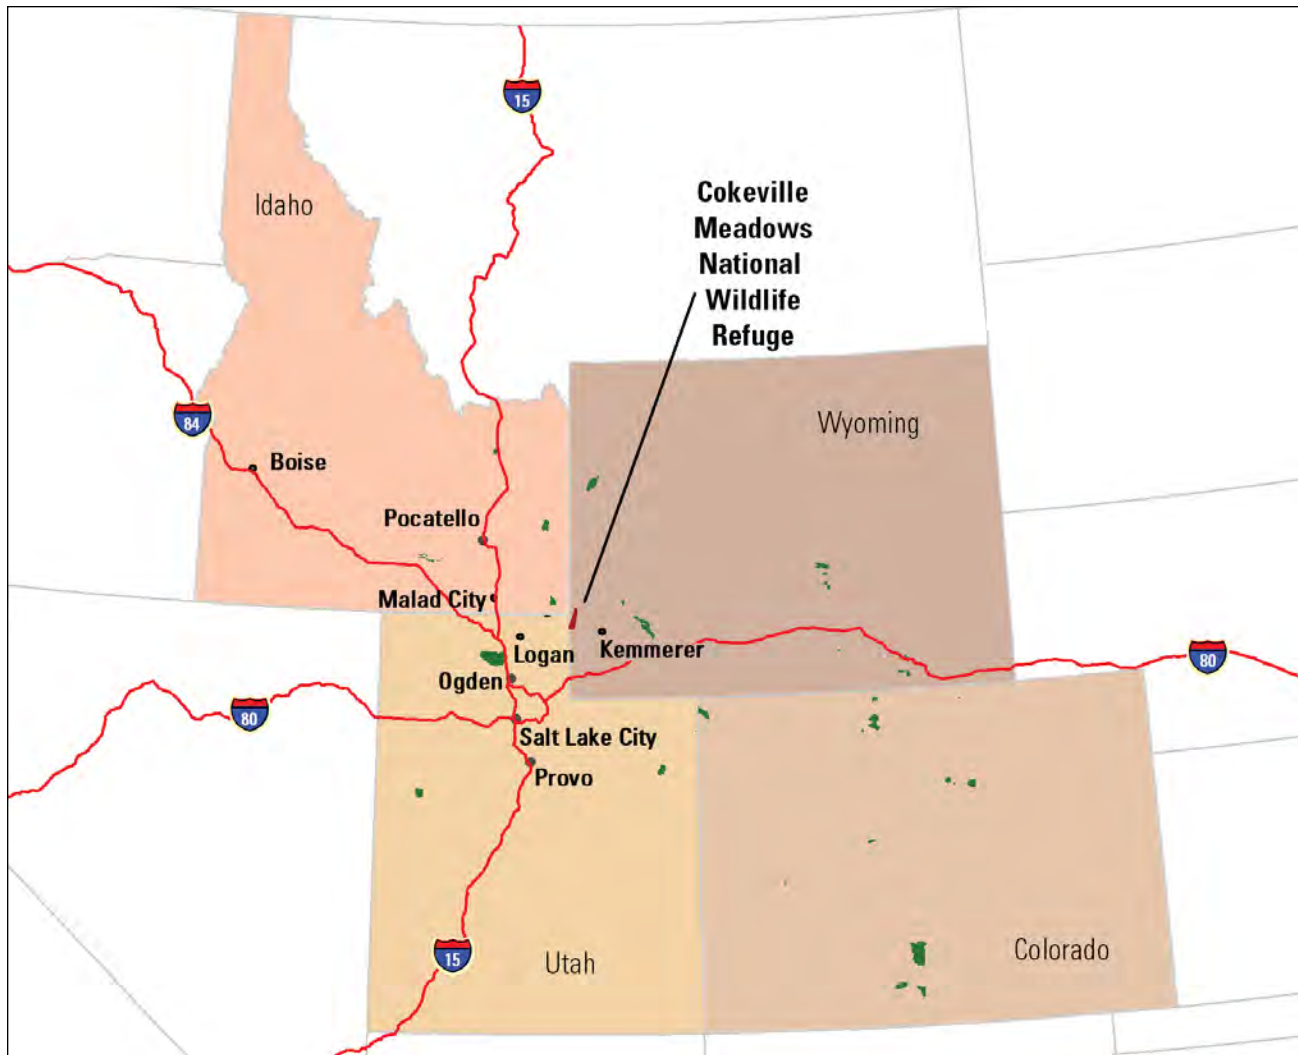 15
Cokeville
Meadows
National
Wildlife
Refuge
Idaho
84
Wyoming
Boise
Pocatello
Malad City
Logan
Kemmerer
Ogden
80
80
Salt Lake City
Provo
15
Utah
Colorado